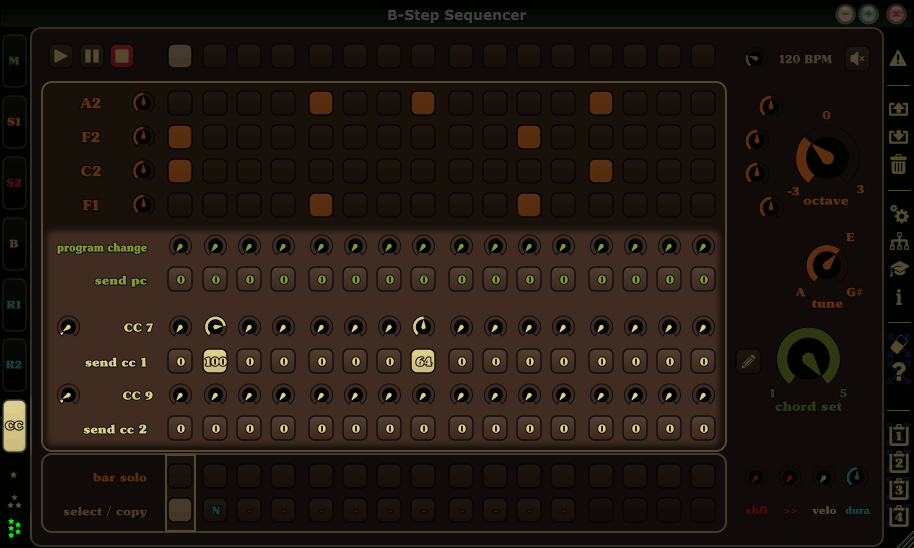 B-Step Sequencer
M
S1
S2
B
R1
R2
CC
120 BPM
A2
F2
C2
F1
program change
send pc 0 0 0 0 0 0 0 0 0 0 0 0 0 0 0 0
CC 7
send cc 1 0 100 0 0 0 0 0 64 0 0 0 0 0 0 0 0
CC 9
send cc 2 0 0 0 0 0 0 0 0 0 0 0 0 0 0 0 0
bar solo
select / copy N - - - - - - - - - - - - - -
0
-3 3
octave
E
A G#
tune
1 5
chord set
shfl >> velo dura
i
?
1
2
3
4